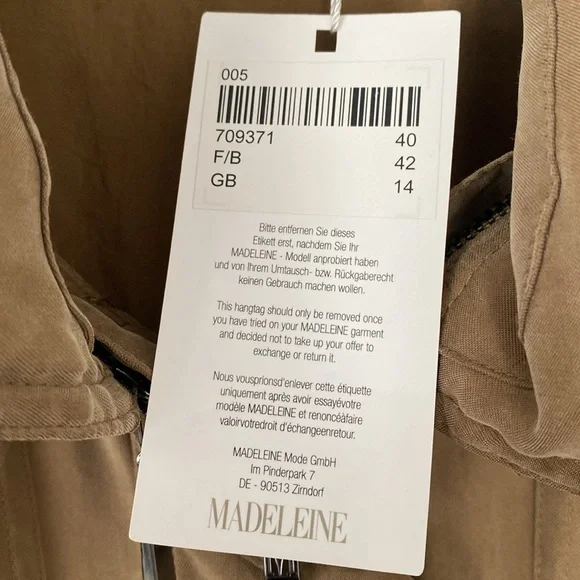 005
709371 40
F/B 42
GB 14
Bitte entfernen Sie dieses
Etikett erst, nachdem Sie Ihr
MADELEINE - Modell anprobiert haben
und von Ihrem Umtausch- bzw. Rückgaberecht
keinen Gebrauch machen wollen.
This hangtag should only be removed once
you have tried on your MADELEINE garment
and decided not to take up your offer to
exchange or return it.
Nous vousprionsd'enlever cette étiquette
uniquement après avoir essayévotre
modèle MADELEINE et renoncéàfaire
valoirvotredroit d'échangeenretour.
MADELEINE Mode GmbH
Im Pinderpark 7
DE - 90513 Zirndorf
MADELEINE